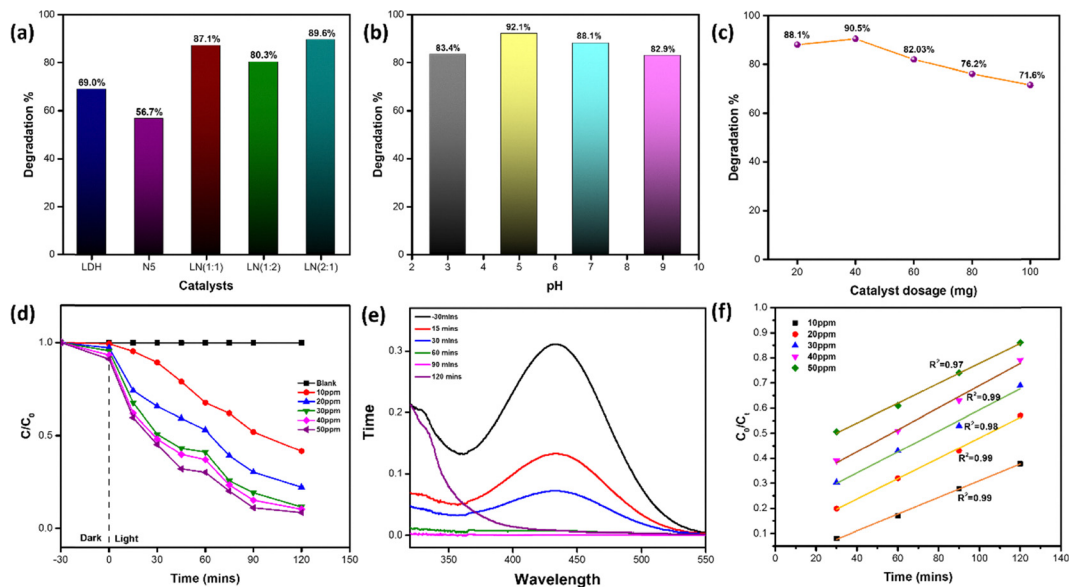 (a)
Degradation %
100
80
60
40
20
0
69.0%
56.7%
87.1%
80.3%
89.6%
LDH
N5
LN(1:1)
LN(1:2)
LN(2:1)
Catalysts
(b)
Degradation %
100
80
60
40
20
0
83.4%
92.1%
88.1%
82.9%
2
3
4
5
6
7
8
9
10
pH
(c)
Degradation %
100
80
60
40
20
0
88.1%
90.5%
82.03%
76.2%
71.6%
20
40
60
80
100
Catalyst dosage (mg)
(d)
C/C0
1.0
0.5
0.0
Blank
10ppm
20ppm
30ppm
40ppm
50ppm
Dark
Light
-30
0
30
60
90
120
150
Time (mins)
(e)
Time
0.3
0.2
0.1
0.0
-30mins
15 mins
30 mins
60 mins
90 mins
120 mins
350
400
450
500
550
Wavelength
(f)
C0/Ct
1.0
0.9
0.8
0.7
0.6
0.5
0.4
0.3
0.2
0.1
10ppm
20ppm
30ppm
40ppm
50ppm
R²=0.97
R²=0.99
R²=0.98
R²=0.99
R²=0.99
0
20
40
60
80
100
120
140
Time (mins)